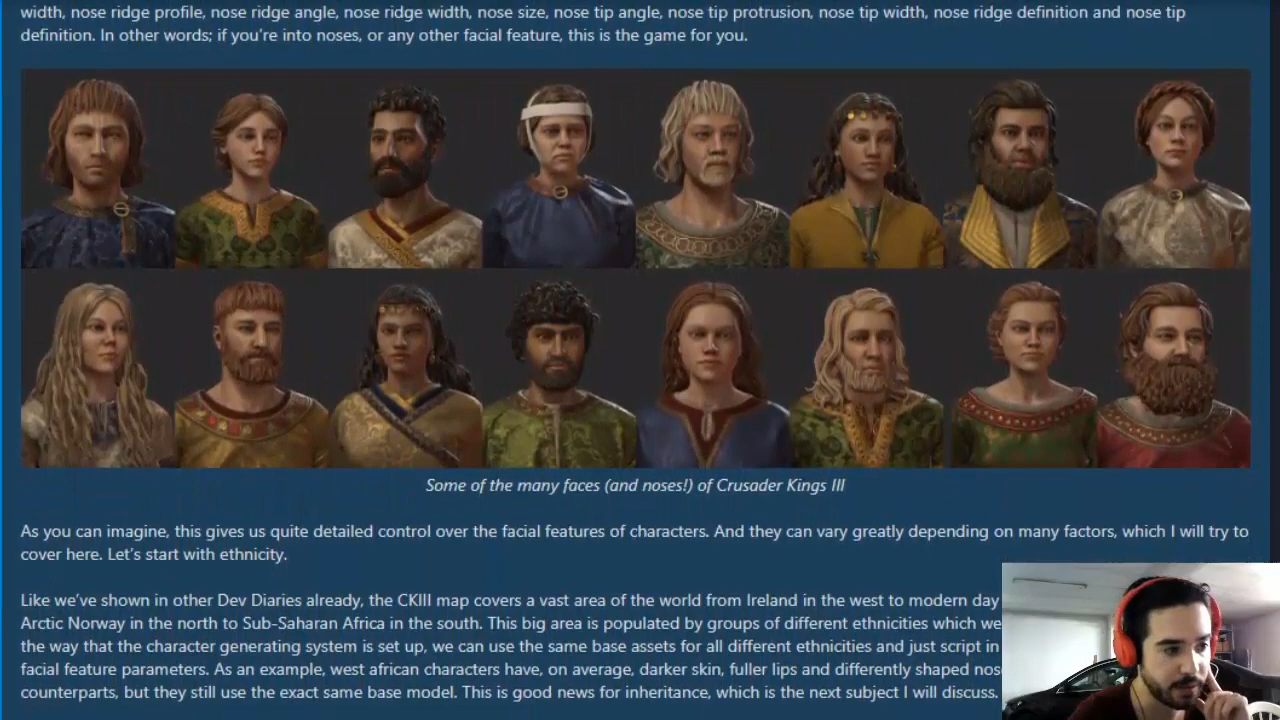 width, nose ridge profile, nose ridge angle, nose ridge width, nose size, nose tip angle, nose tip protrusion, nose tip width, nose ridge definition and nose tip
definition. In other words; if you're into noses, or any other facial feature, this is the game for you.
Some of the many faces (and noses!) of Crusader Kings III
As you can imagine, this gives us quite detailed control over the facial features of characters. And they can vary greatly depending on many factors, which I will try to
cover here. Let's start with ethnicity.
Like we've shown in other Dev Diaries already, the CKIII map covers a vast area of the world from Ireland in the west to modern day
Arctic Norway in the north to Sub-Saharan Africa in the south. This big area is populated by groups of different ethnicities which we
the way that the character generating system is set up, we can use the same base assets for all different ethnicities and just script in
facial feature parameters. As an example, west african characters have, on average, darker skin, fuller lips and differently shaped
counterparts, but they still use the exact same base model. This is good news for inheritance, which is the next subject I will discuss.